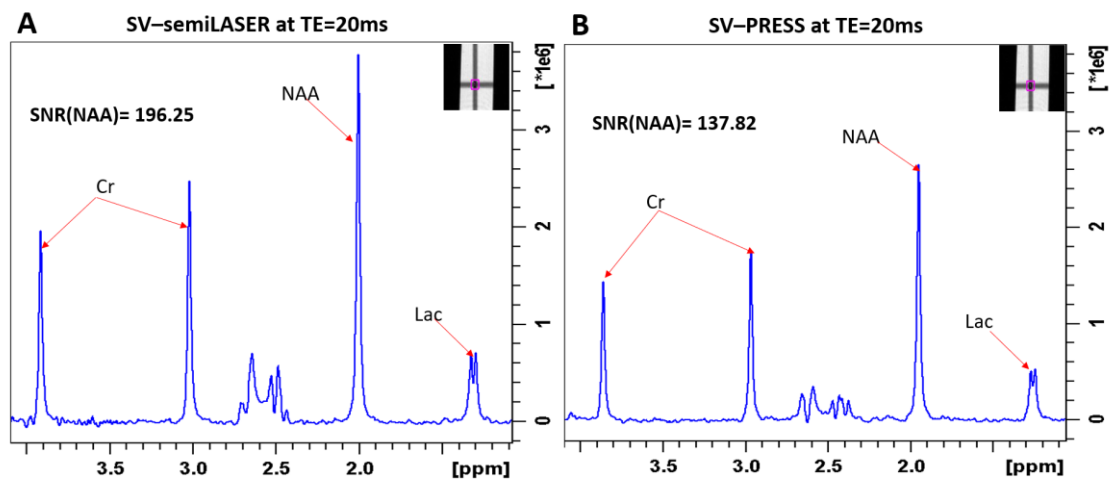 A
SV–semiLASER at TE=20ms
SNR(NAA)= 196.25
NAA
Cr
Lac
[*1e6]
3
2
1
0
3.5
3.0
2.5
2.0
[ppm]
B
SV–PRESS at TE=20ms
SNR(NAA)= 137.82
NAA
Cr
Lac
[*1e6]
3
2
1
0
3.5
3.0
2.5
2.0
[ppm]